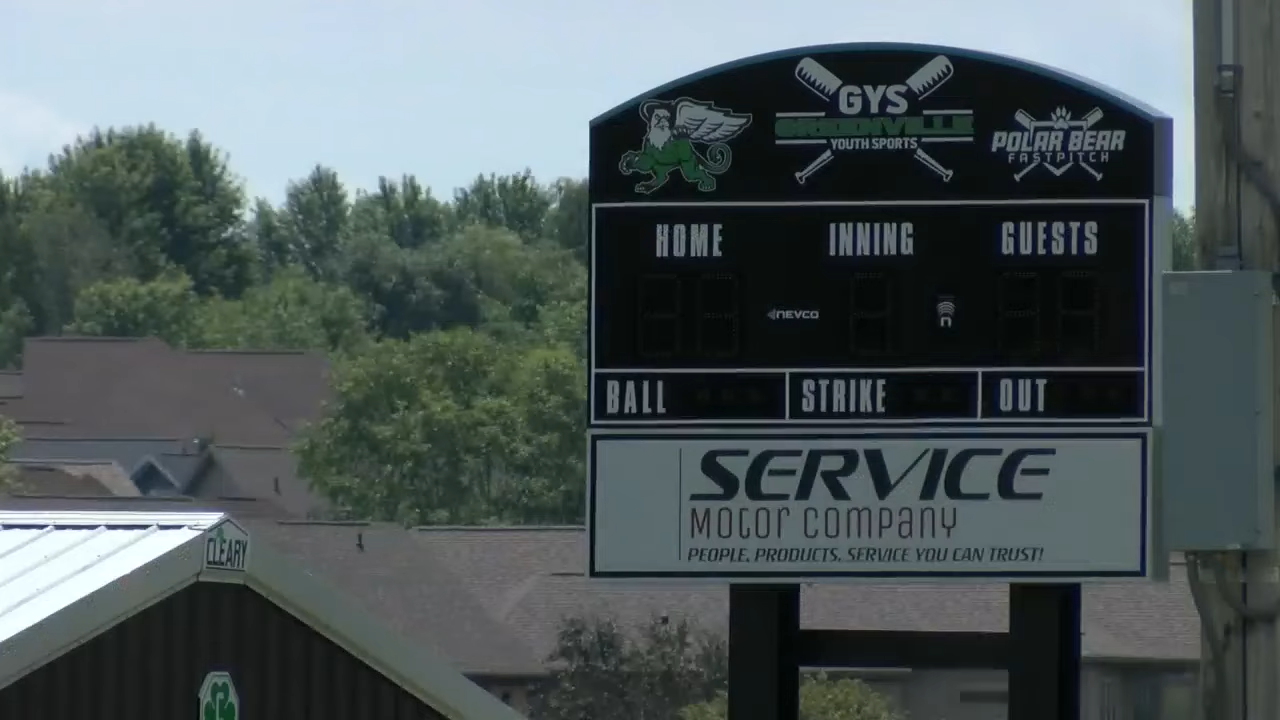 GYS
GREENVILLE
YOUTH SPORTS
POLAR BEAR
FASTPITCH
HOME
INNING
GUESTS
NEVCO
n
BALL
STRIKE
OUT
SERVICE
MOTOR COMPANY
PEOPLE, PRODUCTS, SERVICE YOU CAN TRUST!
CLEARY